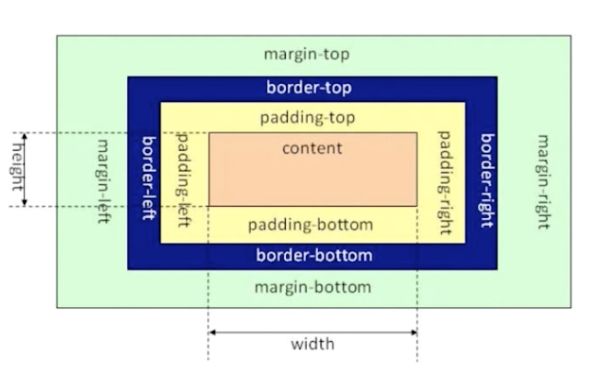 margin-top
border-top
padding-top
content
height
margin-left
border-left
padding-left
padding-right
border-right
margin-right
padding-bottom
border-bottom
margin-bottom
width